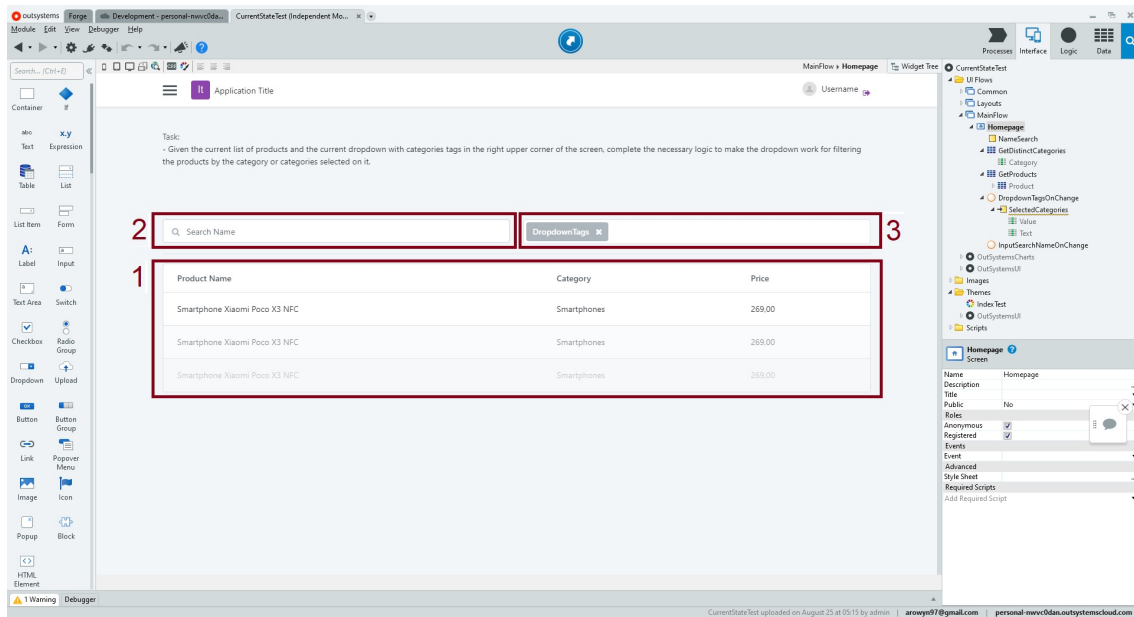 outsystems Forge Development - personal-nwvc0da... CurrentStateTest (Independent Mo...
Module Edit View Debugger Help
Processes Interface Logic Data
Search... (Ctrl+E)
MainFlow Homepage Widget Tree
Container If
Text Expression
abc x.y
Table List
List Item Form
Label Input
Text Area Switch
Checkbox Radio Group
Dropdown Upload
OK
Button Button Group
Link Popover Menu
Image Icon
Popup Block
HTML Element
It Application Title Username
Task:
- Given the current list of products and the current dropdown with categories tags in the right upper corner of the screen, complete the necessary logic to make the dropdown work for filtering
the products by the category or categories selected on it.
2 Search Name DropdownTags 3
1 Product Name Category Price
Smartphone Xiaomi Poco X3 NFC Smartphones 269,00
Smartphone Xiaomi Poco X3 NFC Smartphones 269,00
Smartphone Xiaomi Poco X3 NFC Smartphones 269,00
CurrentStateTest
UI Flows
Common
Layouts
MainFlow
Homepage
NameSearch
GetDistinctCategories
Category
GetProducts
Product
DropdownTagsOnChange
SelectedCategories
Value
Text
InputSearchNameOnChange
OutSystemsCharts
OutSystemsUI
Images
Themes
IndexTest
OutSystemsUI
Scripts
Homepage
Screen
Name Homepage
Description
Title
Public No
Roles
Anonymous
Registered
Events
Event
Advanced
Style Sheet
Required Scripts
Add Required Script
1 Warning Debugger
CurrentStateTest uploaded on August 25 at 05:15 by admin | arowyn97@gmail.com | personal-nwvc0dan.outsystemscloud.com